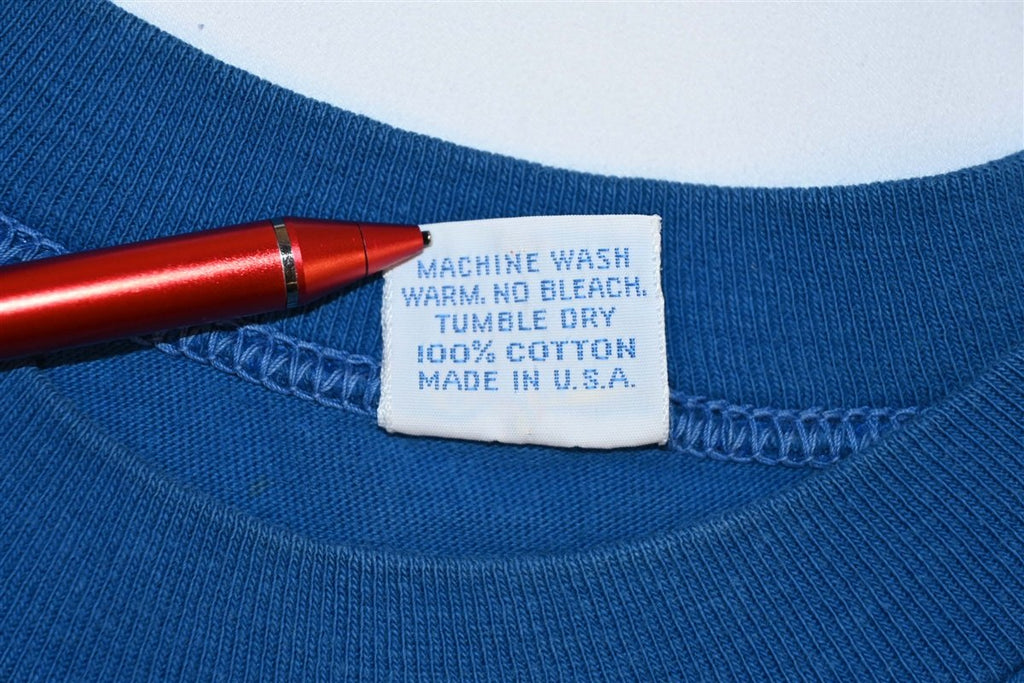 MACHINE WASH
WARM. NO BLEACH.
TUMBLE DRY
100% COTTON
MADE IN U.S.A.